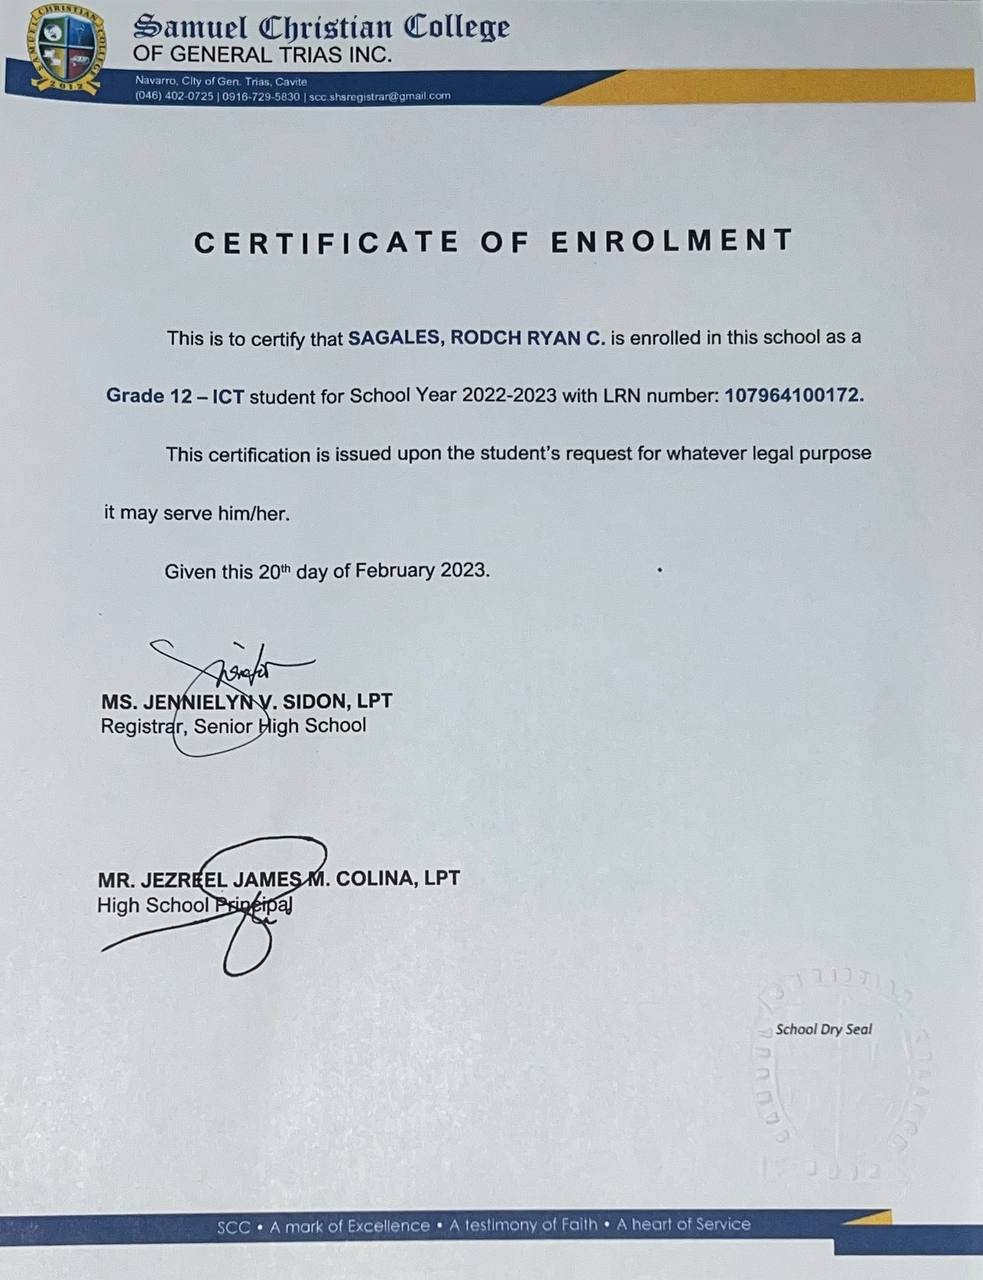 SAMUEL CHRISTIAN COLLEGE
2012
Samuel Christian College
OF GENERAL TRIAS INC.
Navarro, City of Gen. Trias, Cavite
(046) 402-0725 | 0916-729-5830 | scc.shsregistrar@gmail.com
CERTIFICATE OF ENROLMENT
This is to certify that SAGALES, RODCH RYAN C. is enrolled in this school as a
Grade 12 – ICT student for School Year 2022-2023 with LRN number: 107964100172.
This certification is issued upon the student's request for whatever legal purpose
it may serve him/her.
Given this 20th day of February 2023.
MS. JENNIELYN V. SIDON, LPT
Registrar, Senior High School
MR. JEZREEL JAMES M. COLINA, LPT
High School Principal
School Dry Seal
SCC • A mark of Excellence • A testimony of Faith • A heart of Service